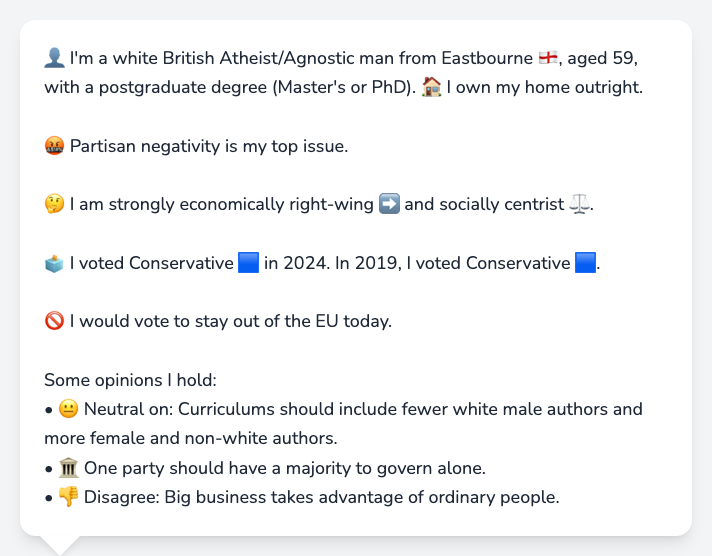 👤 I'm a white British Atheist/Agnostic man from Eastbourne 🏴󠁧󠁢󠁥󠁮󠁧󠁿, aged 59,
with a postgraduate degree (Master's or PhD). 🏠 I own my home outright.
🤬 Partisan negativity is my top issue.
🤔 I am strongly economically right-wing ➡️ and socially centrist ⚖️.
🗳️ I voted Conservative 🟦 in 2024. In 2019, I voted Conservative 🟦.
🚫 I would vote to stay out of the EU today.
Some opinions I hold:
• 😐 Neutral on: Curriculums should include fewer white male authors and
more female and non-white authors.
• 🏛️ One party should have a majority to govern alone.
• 👎 Disagree: Big business takes advantage of ordinary people.